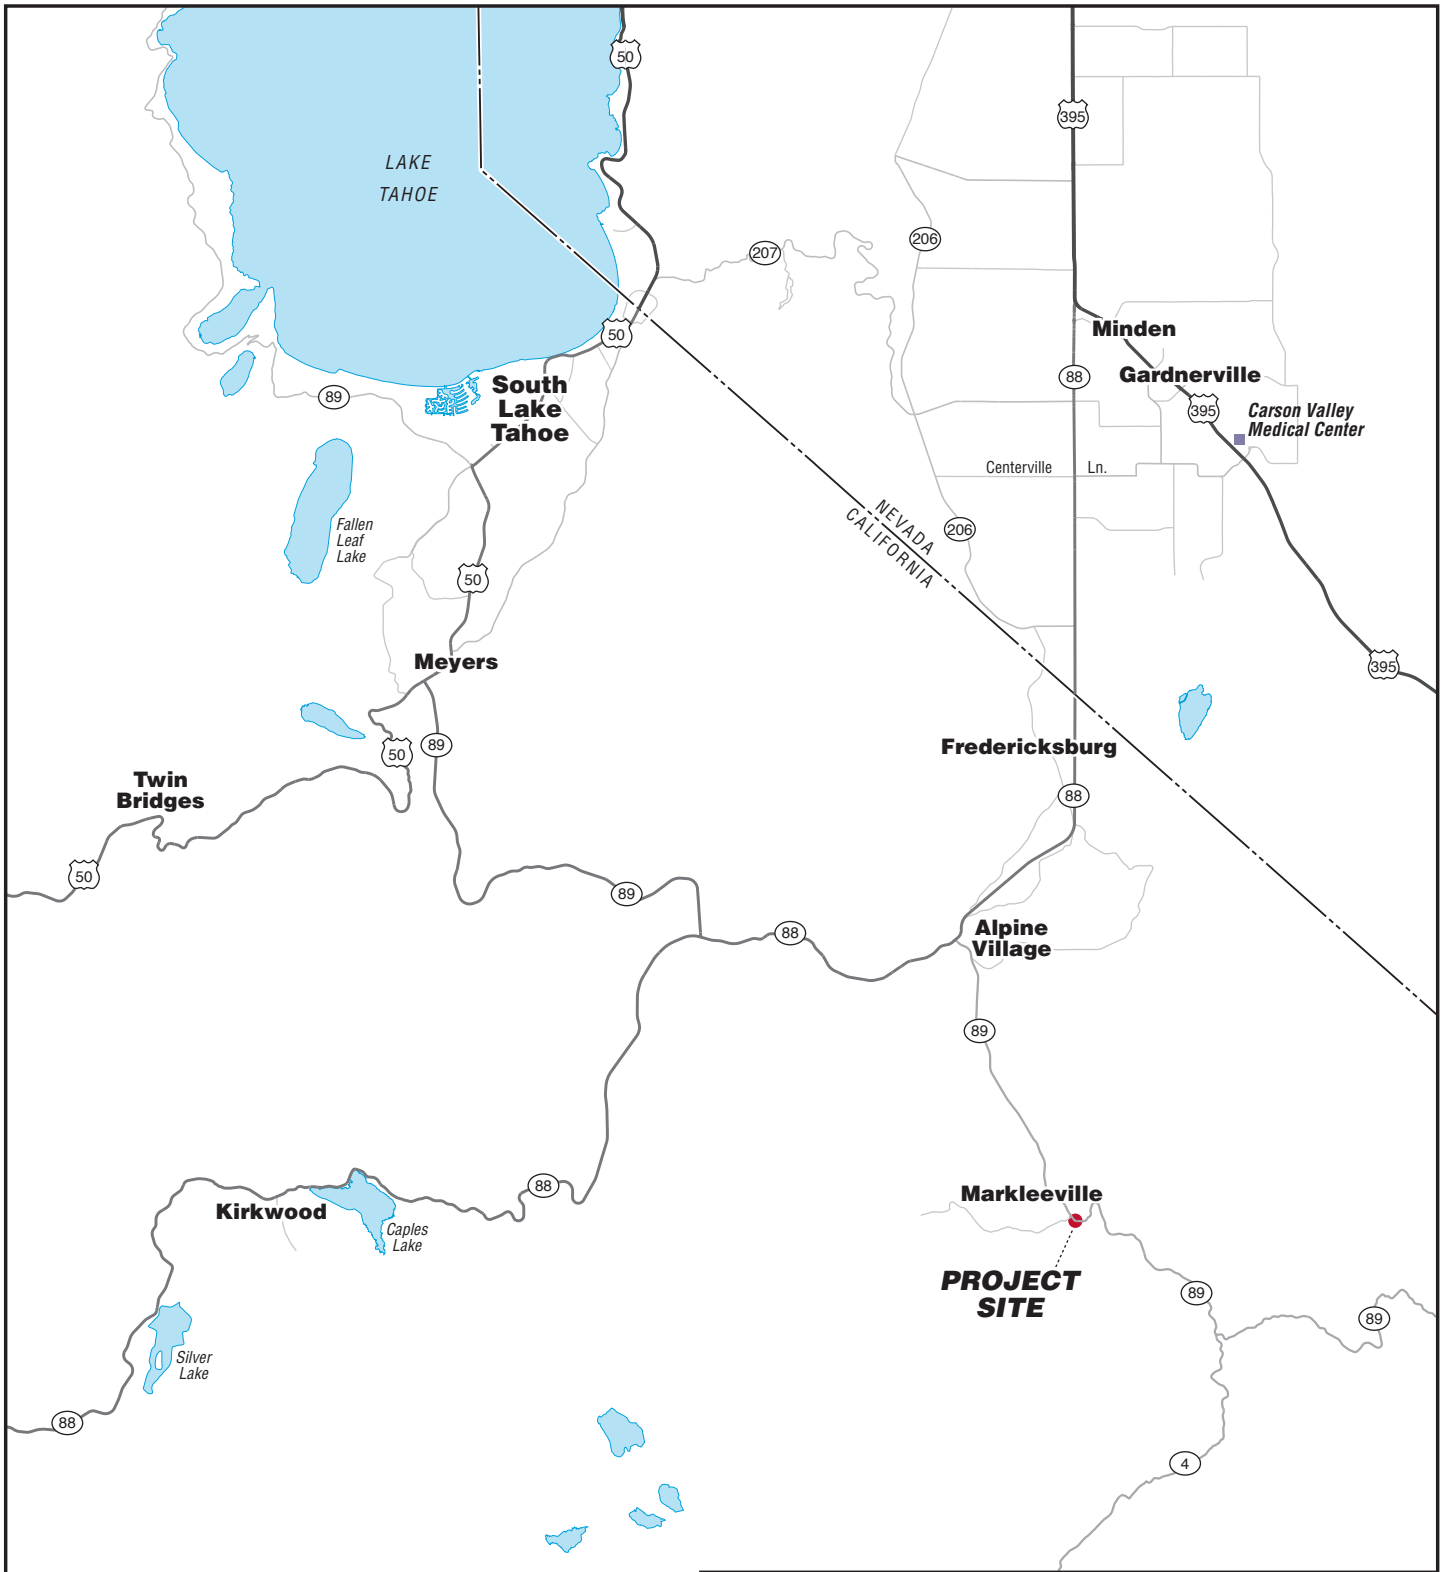 50
395
LAKE
TAHOE
206
207
50
Minden
88
Gardnerville
89
South
Lake
Tahoe
395
Carson Valley
Medical Center
Centerville Ln.
Fallen
Leaf
Lake
NEVADA
CALIFORNIA
206
50
Meyers
395
89
50
Fredericksburg
Twin
Bridges
88
50
89
88
Alpine
Village
89
88
Markleeville
Kirkwood
Caples
Lake
PROJECT
SITE
89
89
Silver
Lake
88
4